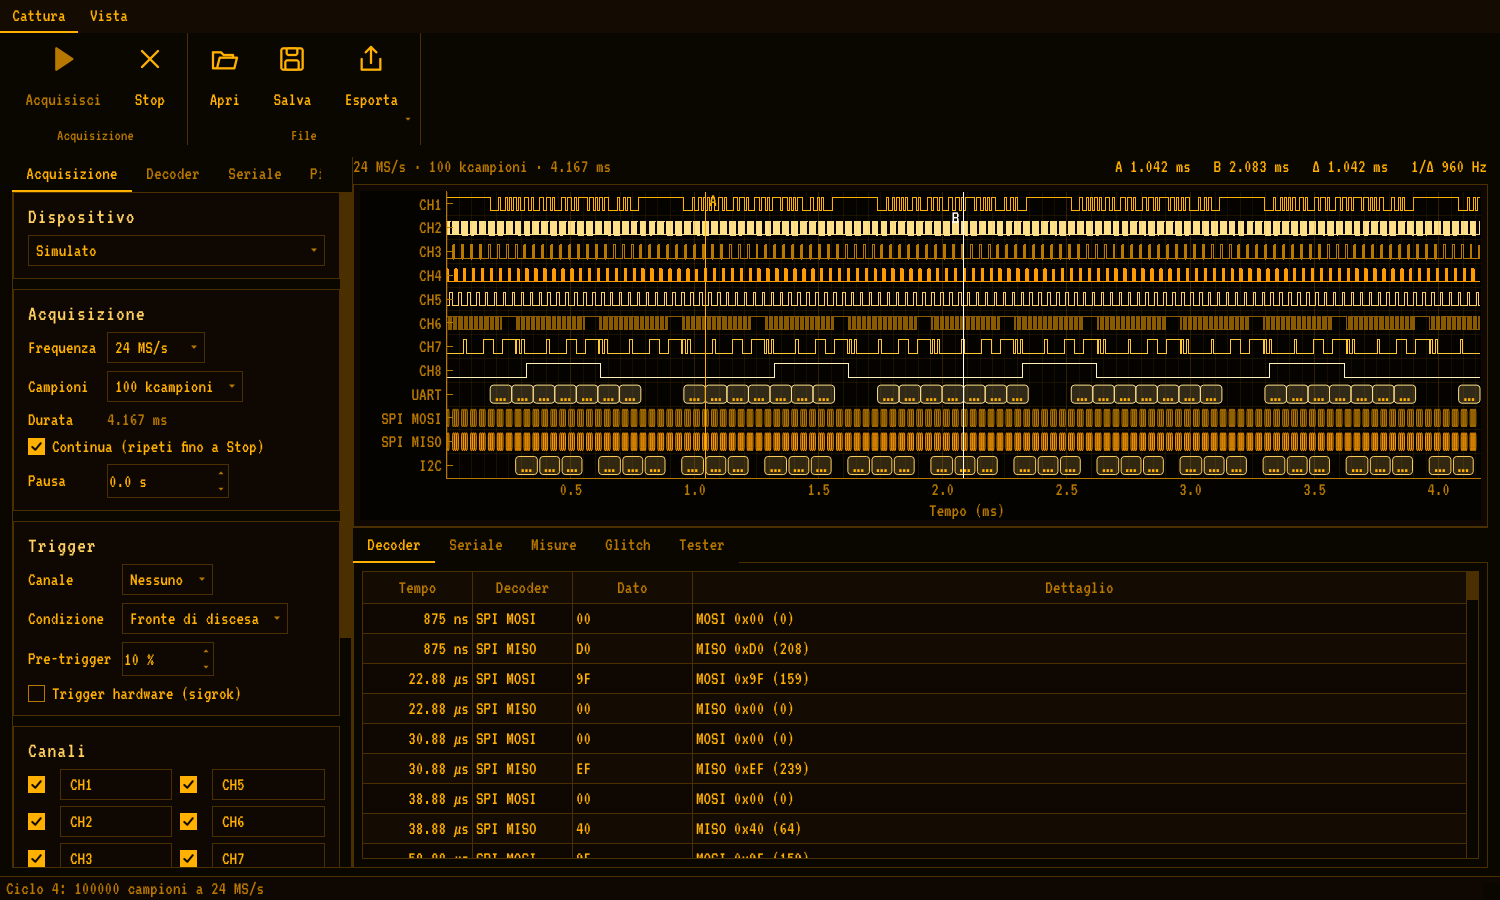 Cattura Vista
Acquisisci Stop Apri Salva Esporta
Acquisizione File
Acquisizione Decoder Seriale
24 MS/s · 100 kcampioni · 4.167 ms A 1.042 ms B 2.083 ms Δ 1.042 ms 1/Δ 960 Hz
Dispositivo
Simulato
Acquisizione
Frequenza 24 MS/s
Campioni 100 kcampioni
Durata 4.167 ms
Continua (ripeti fino a Stop)
Pausa 0.0 s
Trigger
Canale Nessuno
Condizione Fronte di discesa
Pre-trigger 10 %
Trigger hardware (sigrok)
Canali
CH1 CH5
CH2 CH6
CH3 CH7
CH1 A
B
CH2
CH3
CH4
CH5
CH6
CH7
CH8
UART ... ... ... ... ... ... ... ... ... ... ... ... ... ... ... ... ... ... ... ... ... ... ... ... ... ... ... ... ... ... ... ... ... ... ... ...
SPI MOSI
SPI MISO
I2C ... ... ... ... ... ... ... ... ... ... ... ... ... ... ... ... ... ... ... ... ... ... ... ... ... ... ... ... ... ... ... ... ... ... ... ... ... ...
0.5 1.0 1.5 2.0 2.5 3.0 3.5 4.0
Tempo (ms)
Decoder Seriale Misure Glitch Tester
Tempo Decoder Dato Dettaglio
875 ns SPI MOSI 00 MOSI 0x00 (0)
875 ns SPI MISO D0 MISO 0xD0 (208)
22.88 µs SPI MOSI 9F MOSI 0x9F (159)
22.88 µs SPI MISO 00 MISO 0x00 (0)
30.88 µs SPI MOSI 00 MOSI 0x00 (0)
30.88 µs SPI MISO EF MISO 0xEF (239)
38.88 µs SPI MOSI 00 MOSI 0x00 (0)
38.88 µs SPI MISO 40 MISO 0x40 (64)
SPI MOSI 9F MOSI 0x9F (159)
Ciclo 4: 100000 campioni a 24 MS/s